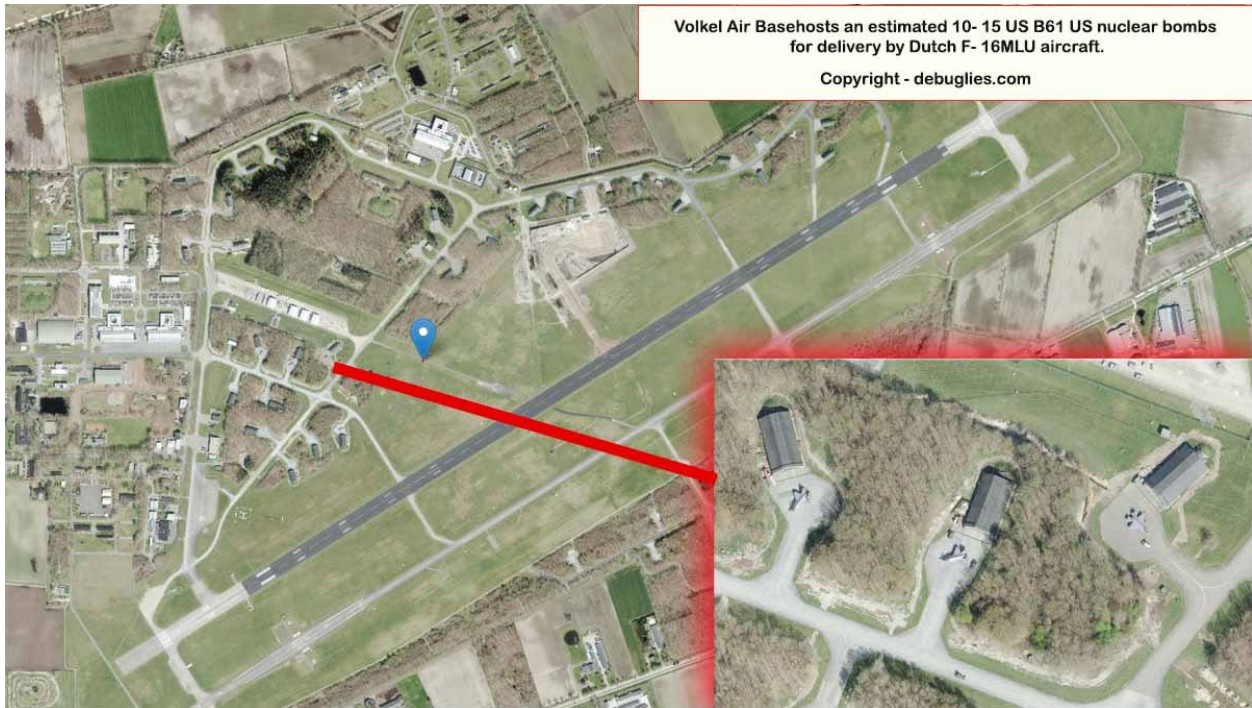 Volkel Air Basehosts an estimated 10- 15 US B61 US nuclear bombs
for delivery by Dutch F- 16MLU aircraft.
Copyright - debuglies.com